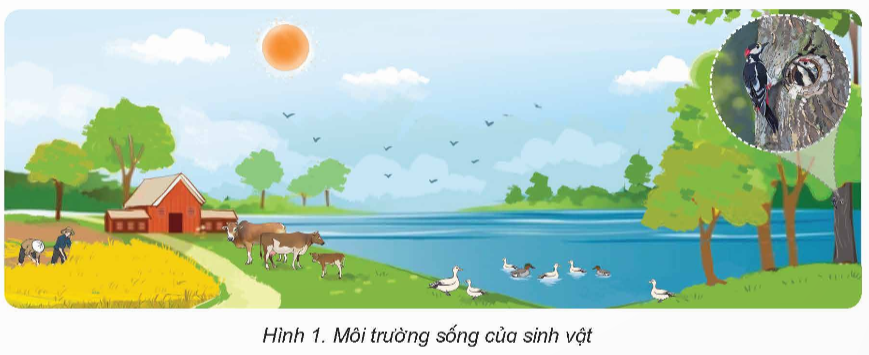 Hình 1. Môi trường sống của sinh vật